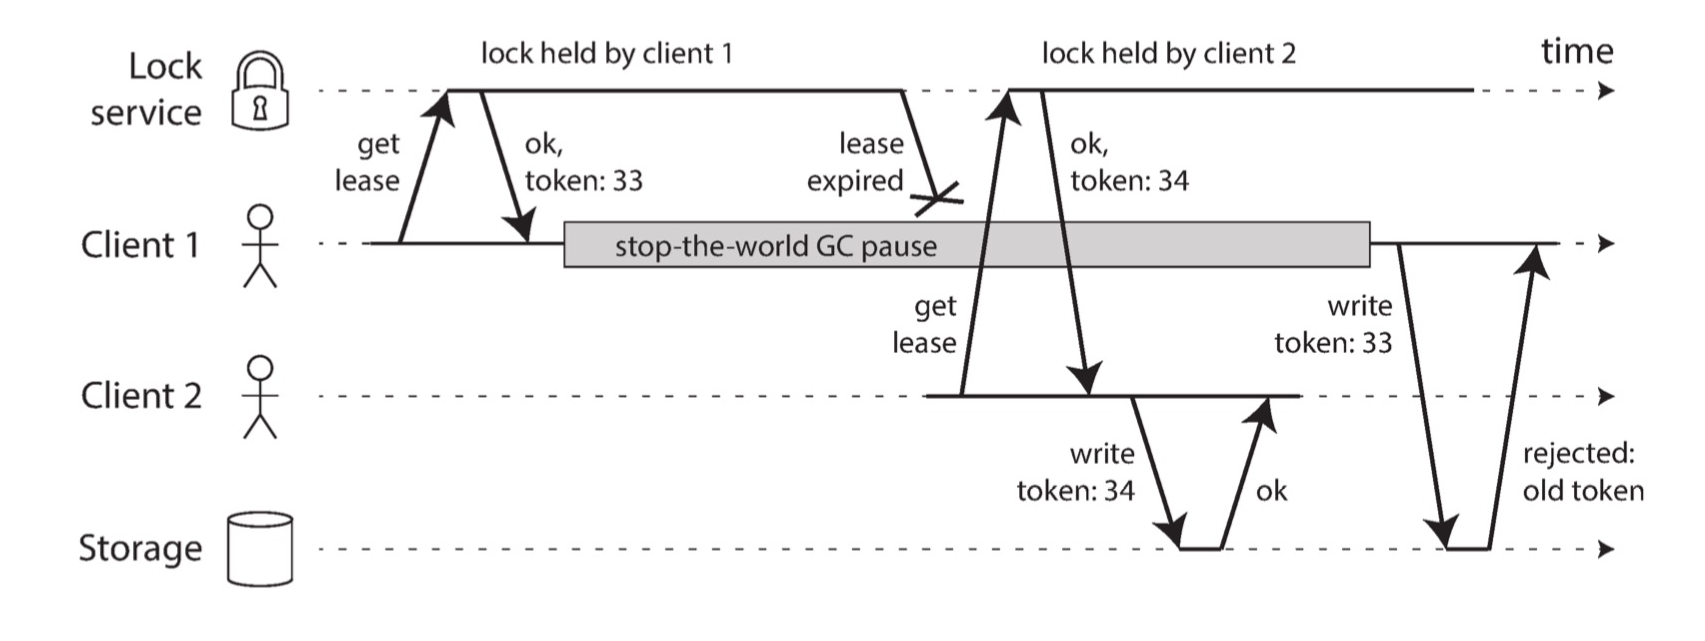 lock held by client 1
lock held by client 2
time
Lock
service
get
lease
ok,
token: 33
lease
expired
ok,
token: 34
Client 1
stop-the-world GC pause
get
lease
write
token: 33
Client 2
write
token: 34
ok
rejected:
old token
Storage